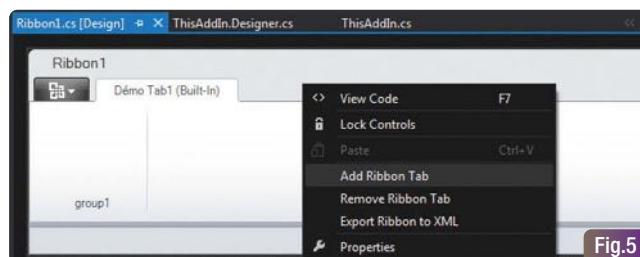 Ribbon1.cs [Design] ThisAddIn.Designer.cs ThisAddIn.cs
Ribbon1
Démo Tab1 (Built-In)
View Code F7
Lock Controls
Paste Ctrl+V
Add Ribbon Tab
Remove Ribbon Tab
group1
Export Ribbon to XML
Properties
Fig.5